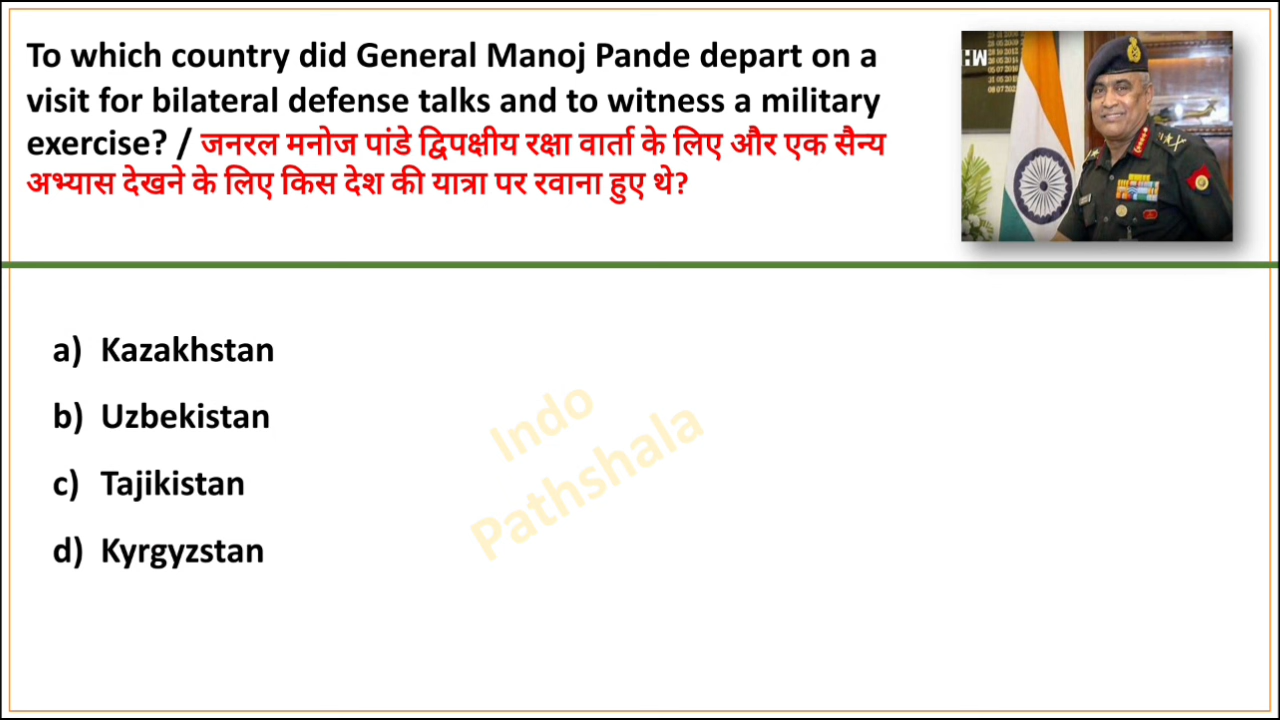 To which country did General Manoj Pande depart on a
visit for bilateral defense talks and to witness a military
exercise? / जनरल मनोज पांडे द्विपक्षीय रक्षा वार्ता के लिए और एक सैन्य
अभ्यास देखने के लिए किस देश की यात्रा पर रवाना हुए थे?
HW
a) Kazakhstan
b) Uzbekistan
c) Tajikistan
d) Kyrgyzstan
Indo
Pathshala